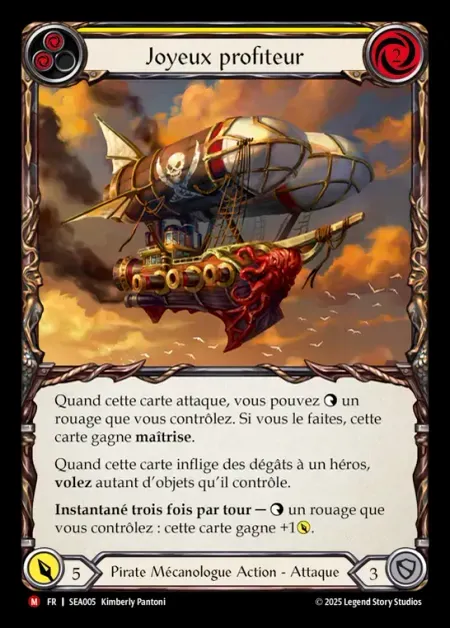 Joyeux profiteur
2
Quand cette carte attaque, vous pouvez un
rouage que vous contrôlez. Si vous le faites, cette
carte gagne maîtrise.
Quand cette carte inflige des dégâts à un héros,
volez autant d'objets qu'il contrôle.
Instantané trois fois par tour — un rouage que
vous contrôlez : cette carte gagne +1.
5 Pirate Mécanologue Action - Attaque 3
M FR | SEA005 Kimberly Pantoni © 2025 Legend Story Studios